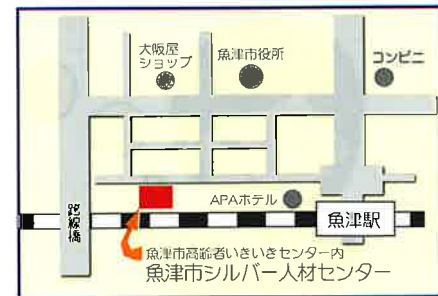 大阪屋
ショップ
魚津市役所
コンビニ
跨線橋
APAホテル
魚津駅
魚津市高齢者いきいきセンター内
魚津市シルバー人材センター